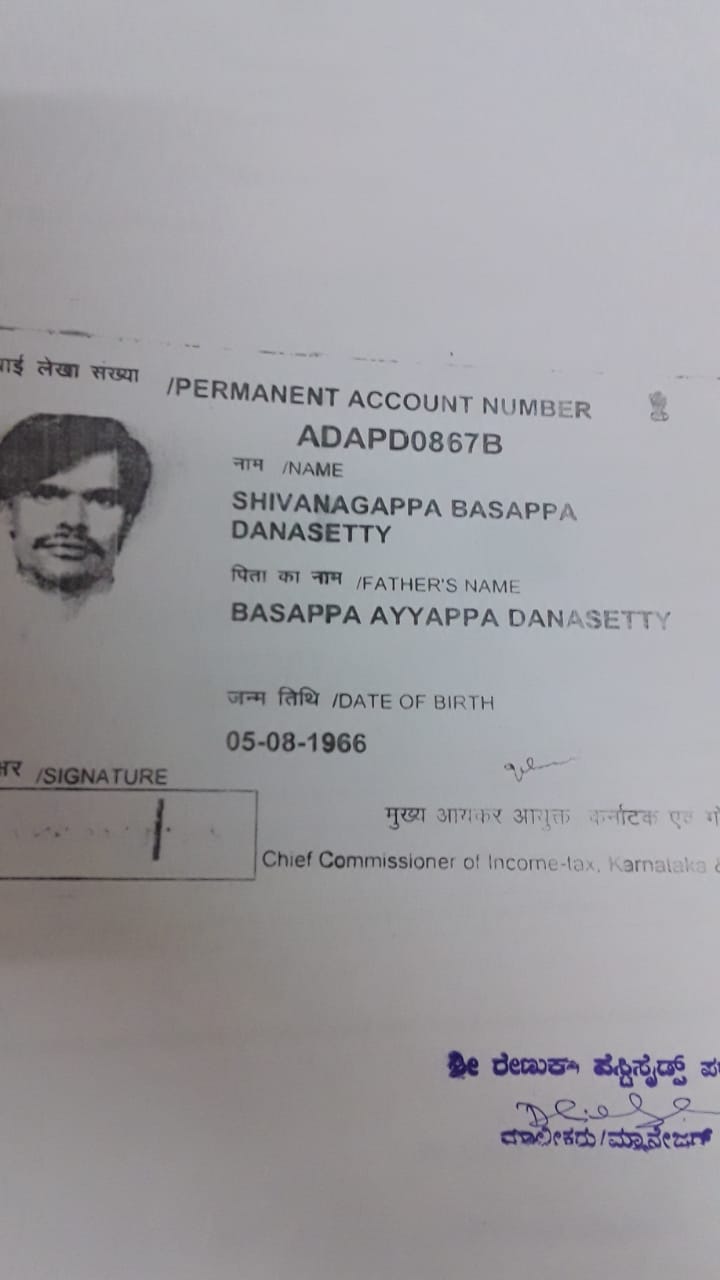 लेखा संख्या /PERMANENT ACCOUNT NUMBER
ADAPD0867B
नाम /NAME
SHIVANAGAPPA BASAPPA
DANASETTY
पिता का नाम /FATHER'S NAME
BASAPPA AYYAPPA DANASETTY
जन्म तिथि /DATE OF BIRTH
05-08-1966
/SIGNATURE
मुख्य आयकर आयुक्त कर्नाटक एवं
Chief Commissioner of Income-tax, Karnataka &
ಶ್ರೀ ರೇಣುಕಾ ಪೆಸ್ಟಿಸೈಡ್ಸ್
ಮಾಲೀಕರು/ಮ್ಯಾನೇಜರ್